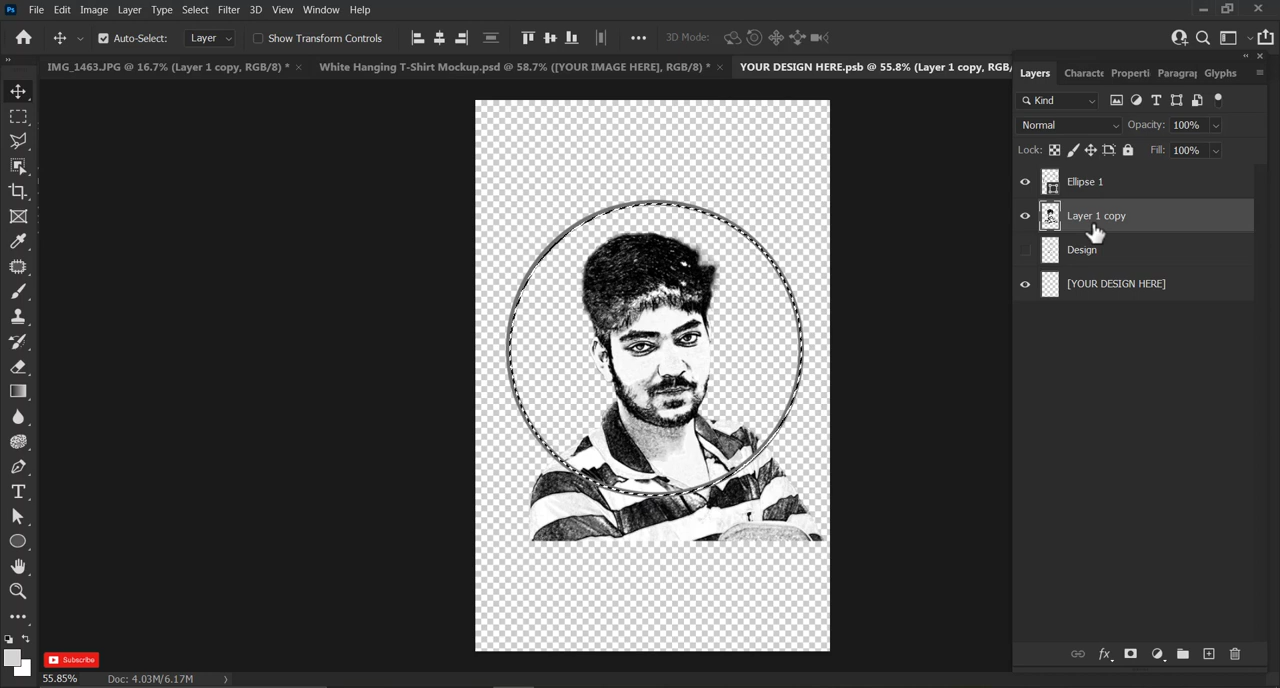 Ps File Edit Image Layer Type Select Filter 3D View Window Help
Auto-Select: Layer Show Transform Controls 3D Mode:
IMG_1463.JPG @ 16.7% (Layer 1 copy, RGB/8) * × White Hanging T-Shirt Mockup.psd @ 58.7% ([YOUR IMAGE HERE], RGB/8) * × YOUR DESIGN HERE.psb @ 55.8% (Layer 1 copy, RGB/
Layers Characte Properti Paragraj Glyphs
Kind
Normal Opacity: 100%
Lock: Fill: 100%
Ellipse 1
Layer 1 copy
Design
[YOUR DESIGN HERE]
Subscribe
55.85% Doc: 4.03M/6.17M
fx